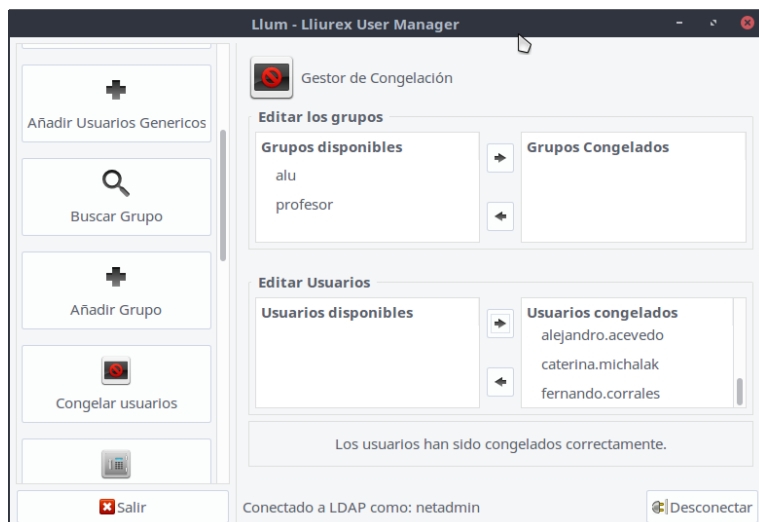 Llum - Lliurex User Manager
Añadir Usuarios Genericos
Buscar Grupo
Añadir Grupo
Congelar usuarios
Salir
Gestor de Congelación
Editar los grupos
Grupos disponibles
alu
profesor
Grupos Congelados
Editar Usuarios
Usuarios disponibles
Usuarios congelados
alejandro.acevedo
caterina.michalak
fernando.corrales
Los usuarios han sido congelados correctamente.
Conectado a LDAP como: netadmin
Desconectar